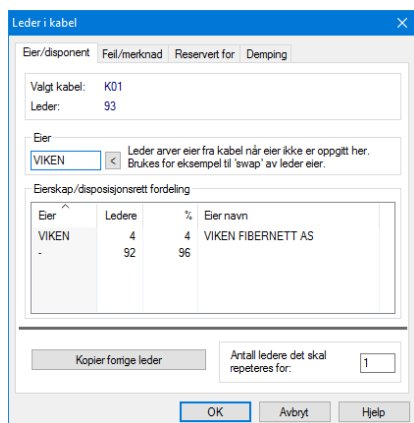 Leder i kabel
Eier/disponent Feil/merknad Reservert for Demping
Valgt kabel: K01
Leder: 93
Eier
VIKEN < Leder arver eier fra kabel når eier ikke er oppgitt her.
Brukes for eksempel til 'swap' av leder eier.
Eierskap/disposisjonsrett fordeling
Eier Ledere % Eier navn
VIKEN 4 4 VIKEN FIBERNETT AS
- 92 96
Kopier forrige leder
Antall ledere det skal
repeteres for: 1
OK Avbryt Hjelp